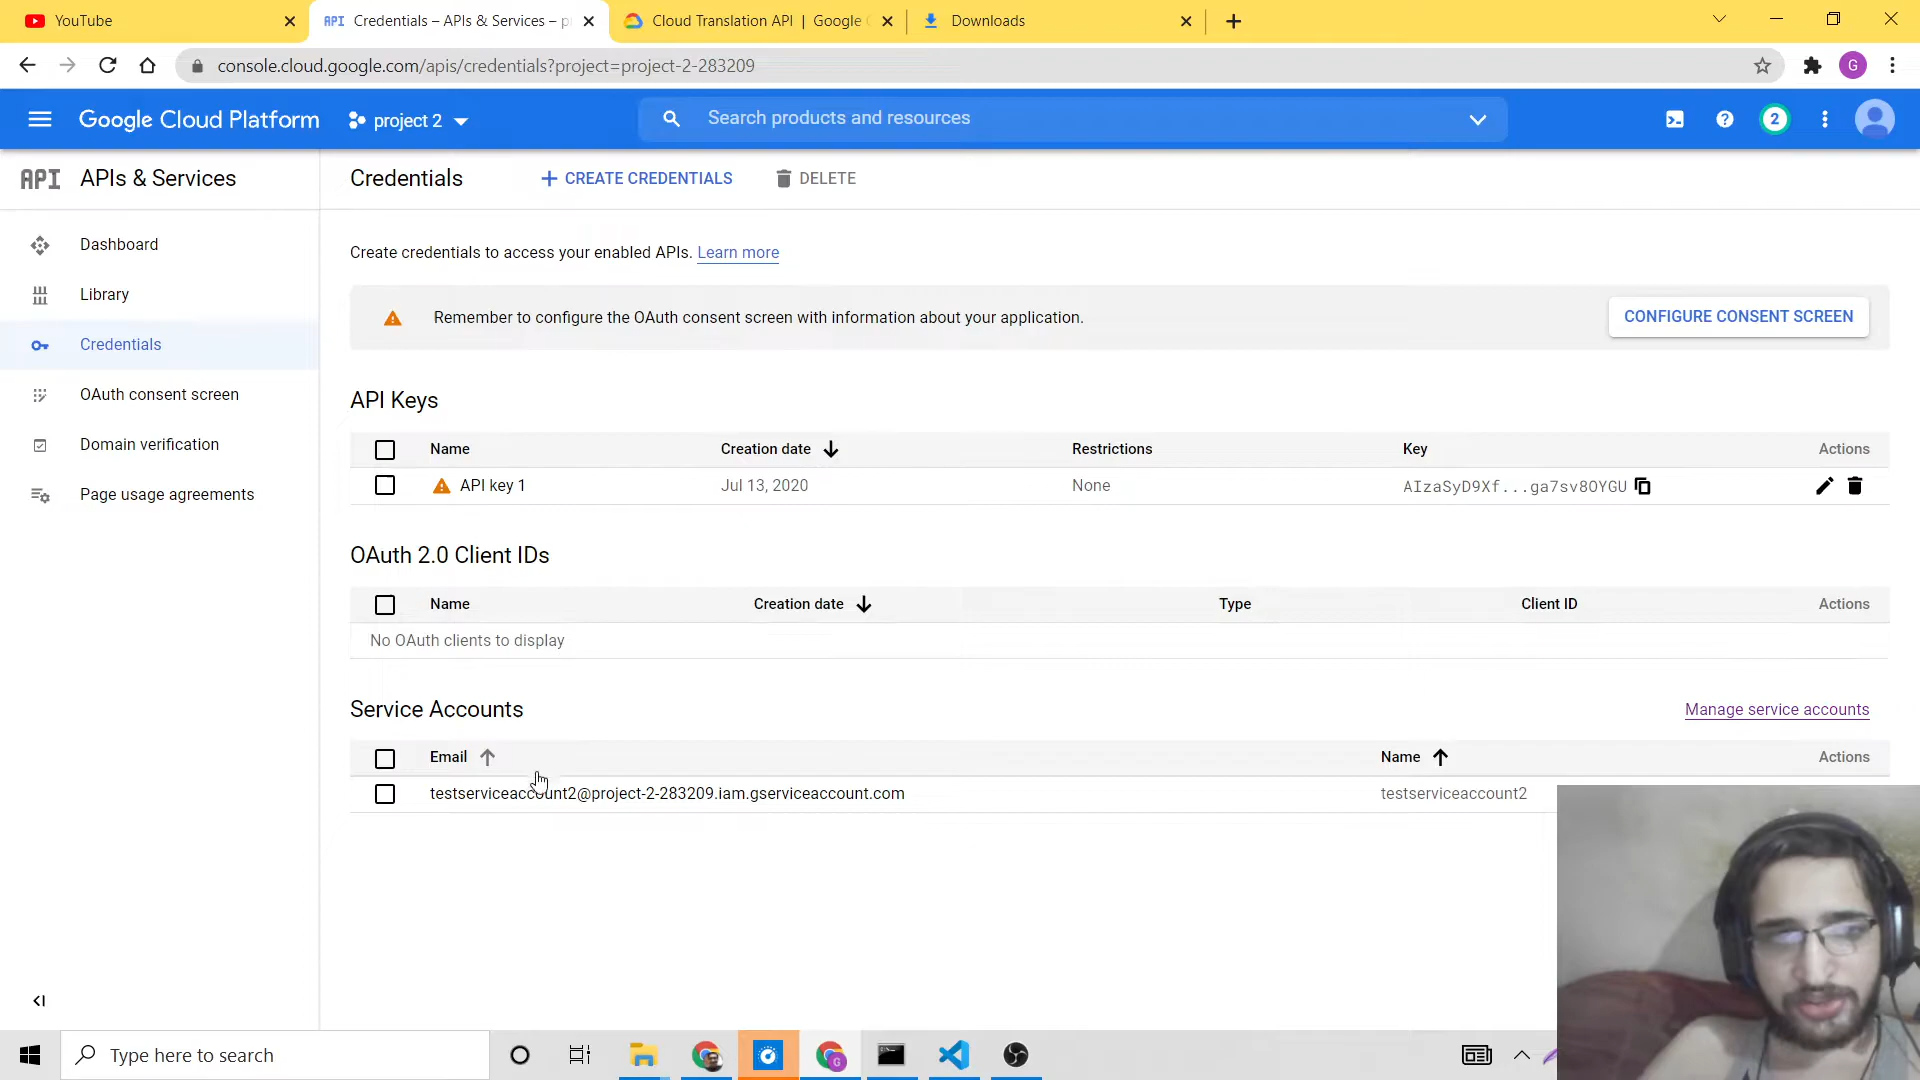 YouTube
API Credentials – APIs & Services – p
Cloud Translation API | Google
Downloads
console.cloud.google.com/apis/credentials?project=project-2-283209
G
Google Cloud Platform
project 2
Search products and resources
2
API APIs & Services
Credentials
CREATE CREDENTIALS
DELETE
Dashboard
Library
Credentials
OAuth consent screen
Domain verification
Page usage agreements
Create credentials to access your enabled APIs. Learn more
Remember to configure the OAuth consent screen with information about your application.
CONFIGURE CONSENT SCREEN
API Keys
Name Creation date Restrictions Key Actions
API key 1 Jul 13, 2020 None AIzaSyD9Xf...ga7sv8OYGU
OAuth 2.0 Client IDs
Name Creation date Type Client ID Actions
No OAuth clients to display
Service Accounts
Manage service accounts
Email Name Actions
testserviceaccount2@project-2-283209.iam.gserviceaccount.com testserviceaccount2
Type here to search
G